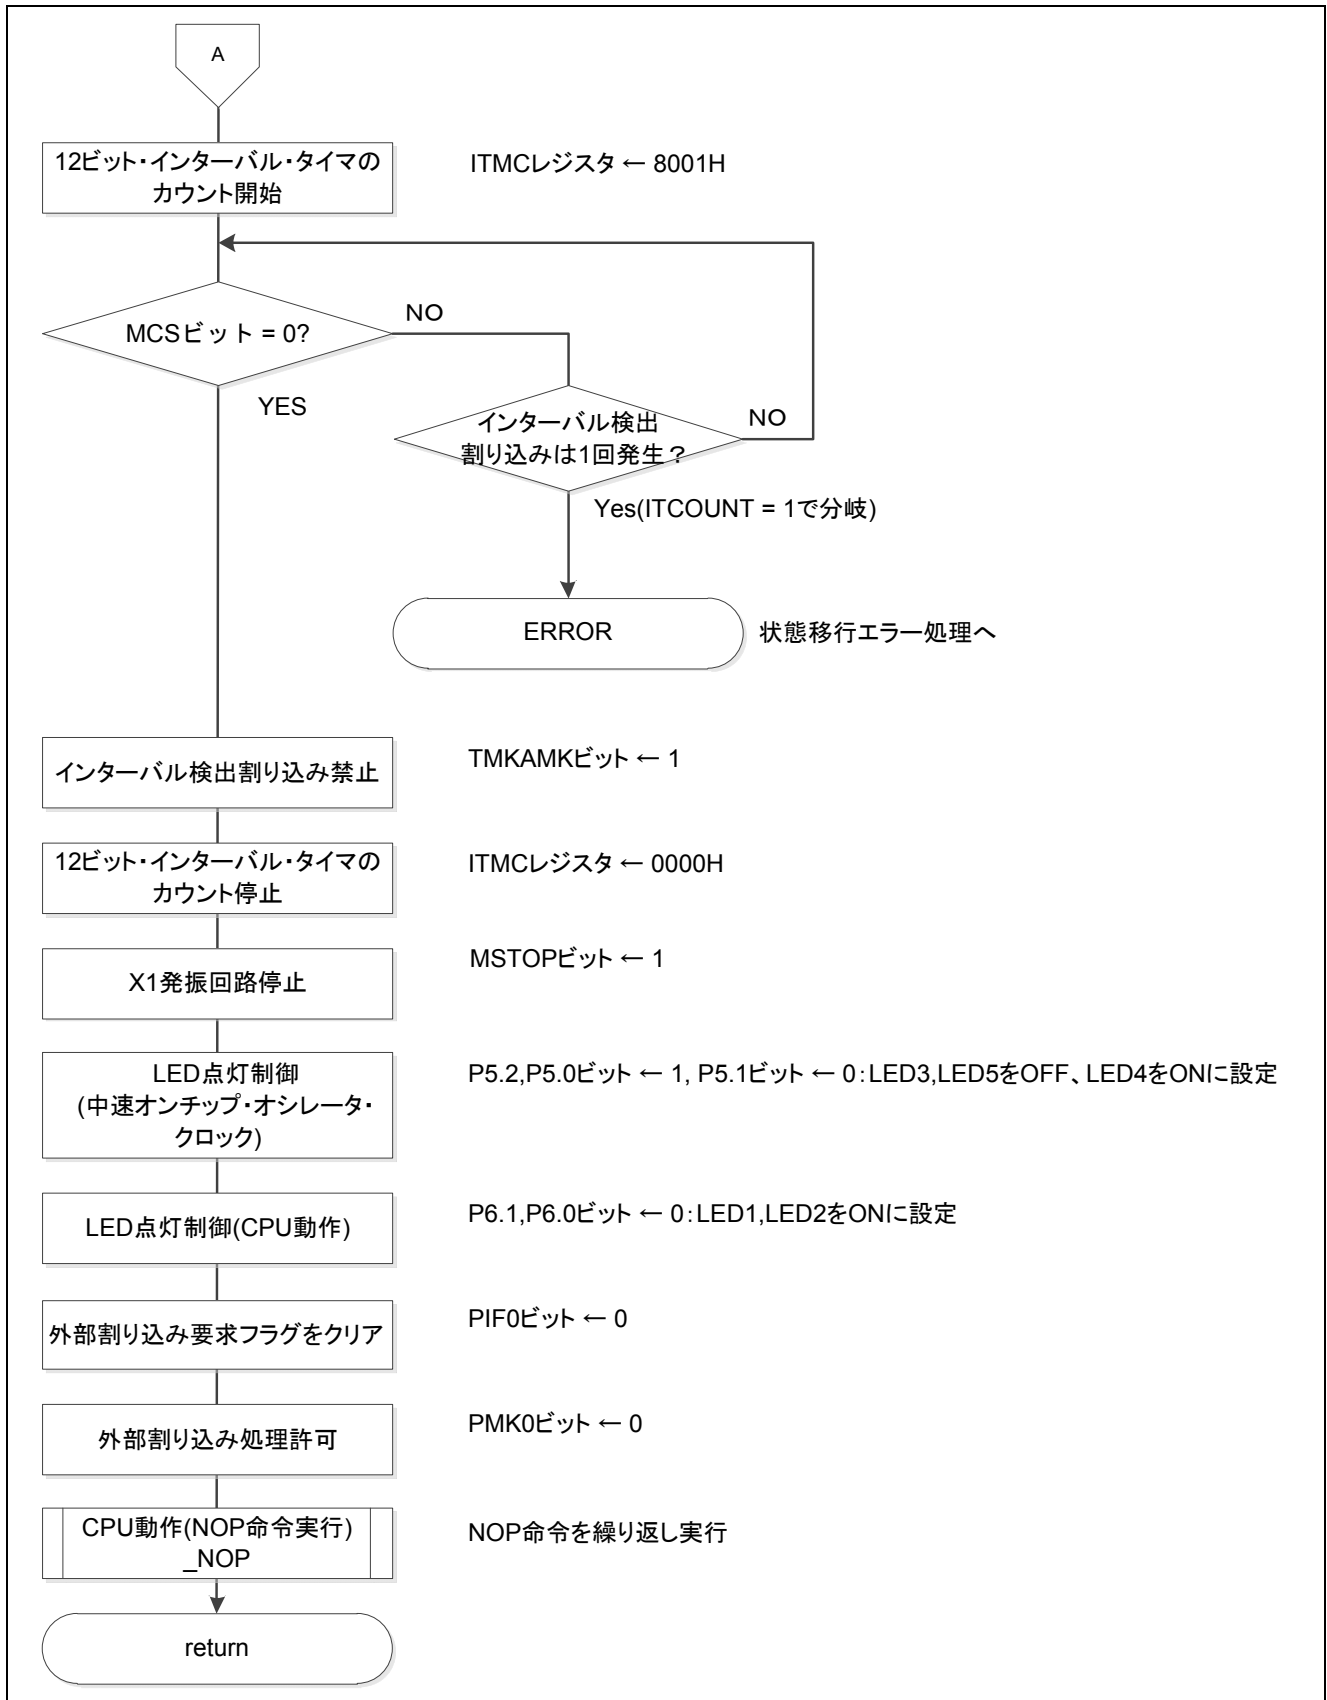 A
12ビット・インターバル・タイマの
カウント開始
ITMCレジスタ ← 8001H
MCSビット = 0?
NO
YES
インターバル検出
割り込みは1回発生？
NO
Yes(ITCOUNT = 1で分岐)
ERROR
状態移行エラー処理へ
インターバル検出割り込み禁止
TMKAMKビット ← 1
12ビット・インターバル・タイマの
カウント停止
ITMCレジスタ ← 0000H
X1発振回路停止
MSTOPビット ← 1
LED点灯制御
(中速オンチップ・オシレータ・
クロック)
P5.2,P5.0ビット ← 1, P5.1ビット ← 0：LED3,LED5をOFF、LED4をONに設定
LED点灯制御(CPU動作)
P6.1,P6.0ビット ← 0：LED1,LED2をONに設定
外部割り込み要求フラグをクリア
PIF0ビット ← 0
外部割り込み処理許可
PMK0ビット ← 0
CPU動作(NOP命令実行)
_NOP
NOP命令を繰り返し実行
return